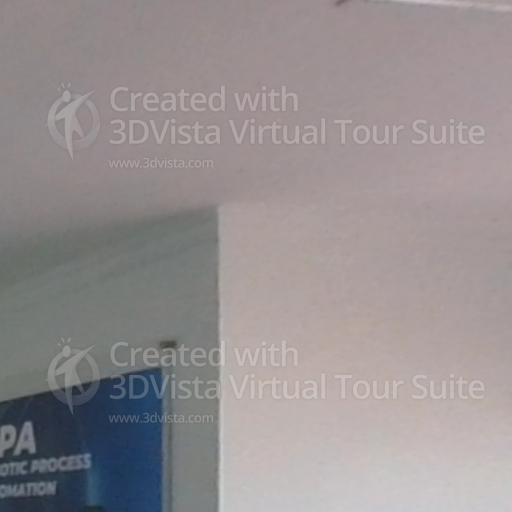 Created with
3DVista Virtual Tour Suite
www.3dvista.com
Created with
3DVista Virtual Tour Suite
www.3dvista.com
PA
OTIC PROCESS
OMATION